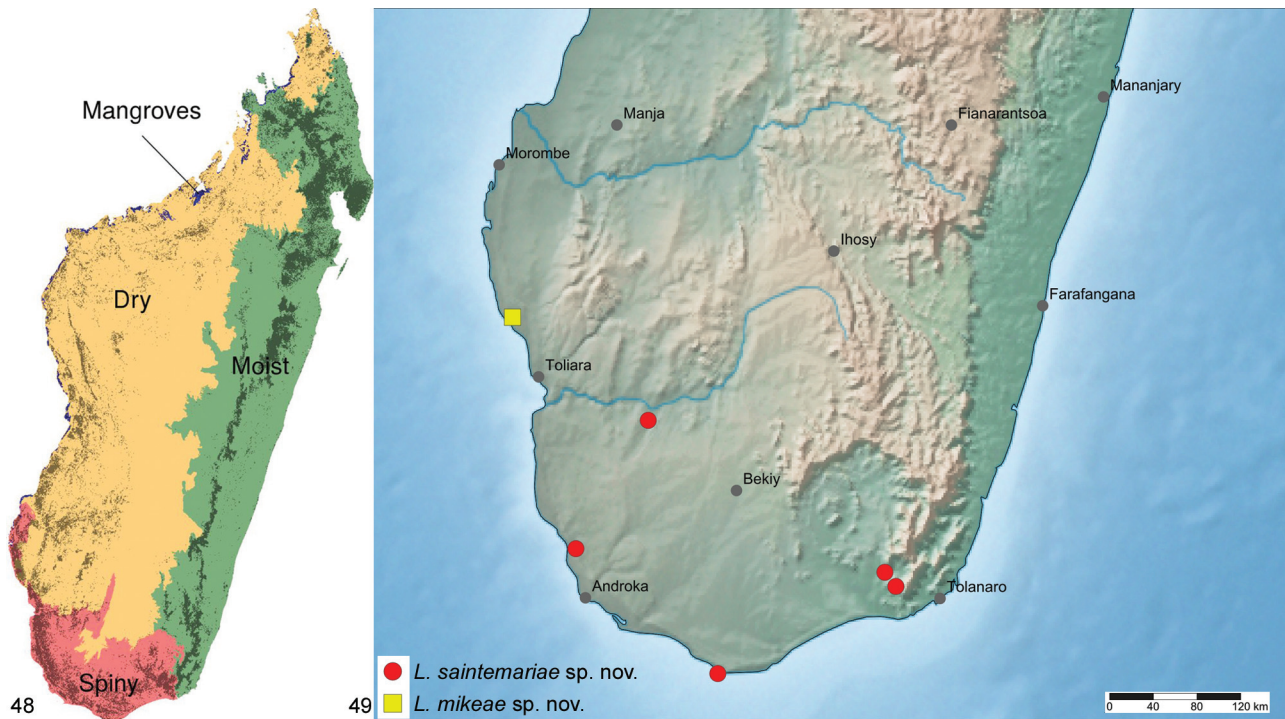 Mangroves
Dry
Moist
Spiny
48
49
Manja
Mananjary
Fianarantsoa
Morombe
Ihosy
Farafangana
Toliara
Bekiy
Androka
Tolanaro
L. saintemariae sp. nov.
L. mikeae sp. nov.
0 40 80 120 km